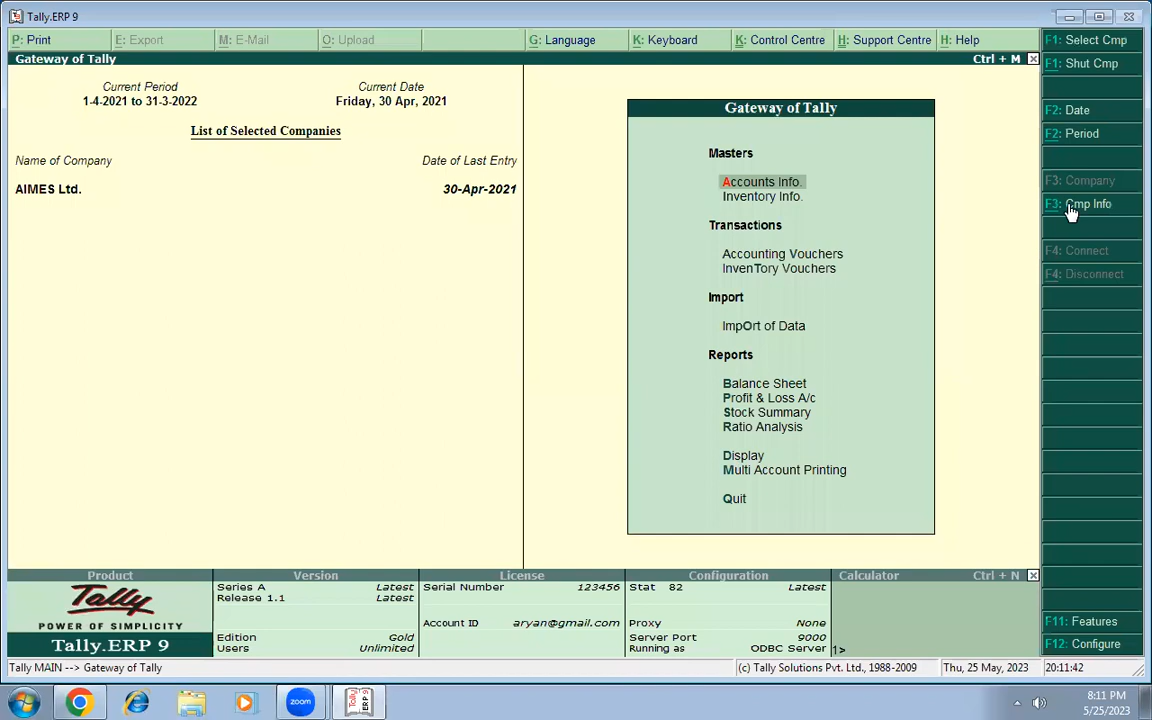 Tally.ERP 9
P: Print
E: Export
M: E-Mail
O: Upload
G: Language
K: Keyboard
K: Control Centre
H: Support Centre
H: Help
Gateway of Tally
Ctrl + M
Current Period
1-4-2021 to 31-3-2022
Current Date
Friday, 30 Apr, 2021
List of Selected Companies
Name of Company
Date of Last Entry
AIMES Ltd.
30-Apr-2021
Gateway of Tally
Masters
Accounts Info.
Inventory Info.
Transactions
Accounting Vouchers
InvenTory Vouchers
Import
ImpOrt of Data
Reports
Balance Sheet
Profit & Loss A/c
Stock Summary
Ratio Analysis
Display
Multi Account Printing
Quit
F1: Select Cmp
F1: Shut Cmp
F2: Date
F2: Period
F3: Company
F3: Cmp Info
F4: Connect
F4: Disconnect
F11: Features
F12: Configure
Product
Tally
POWER OF SIMPLICITY
Tally.ERP 9
Version
Series A Latest
Release 1.1 Latest
Edition Gold
Users Unlimited
License
Serial Number 123456
Account ID aryan@gmail.com
Configuration
Stat 82 Latest
Proxy None
Server Port 9000
Running as ODBC Server
Calculator
Ctrl + N
1>
Tally MAIN --> Gateway of Tally
(c) Tally Solutions Pvt. Ltd., 1988-2009
Thu, 25 May, 2023
20:11:42
zoom
Tally ERP 9
8:11 PM
5/25/2023